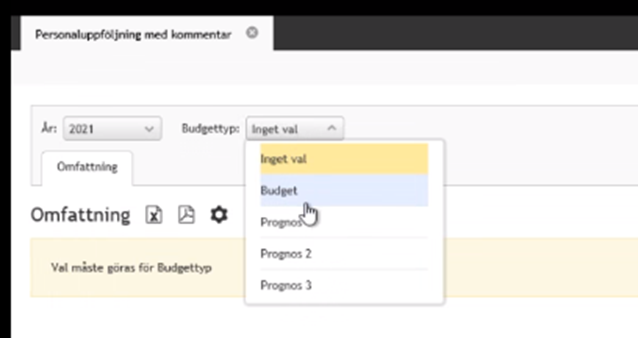 Personaluppföljning med kommentar
År: 2021 Budgettyp: Inget val
Omfattning
Inget val
Budget
Omfattning
Prognos
Val måste göras för Budgettyp
Prognos 2
Prognos 3